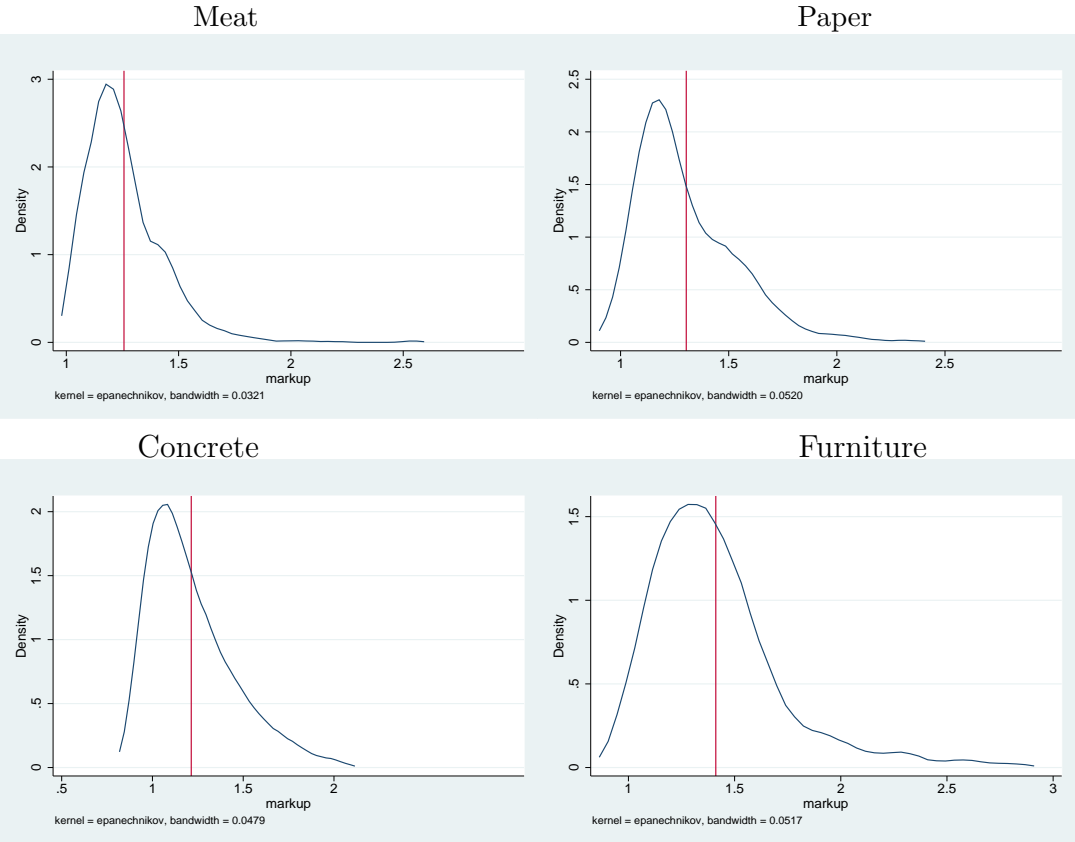 Meat
Paper
Density
0
1
2
3
1
1.5
2
2.5
markup
kernel = epanechnikov, bandwidth = 0.0321
Density
0
.5
1
1.5
2
2.5
1
1.5
2
2.5
markup
kernel = epanechnikov, bandwidth = 0.0520
Concrete
Furniture
Density
0
.5
1
1.5
2
.5
1
1.5
2
markup
kernel = epanechnikov, bandwidth = 0.0479
Density
0
.5
1
1.5
1
1.5
2
2.5
3
markup
kernel = epanechnikov, bandwidth = 0.0517